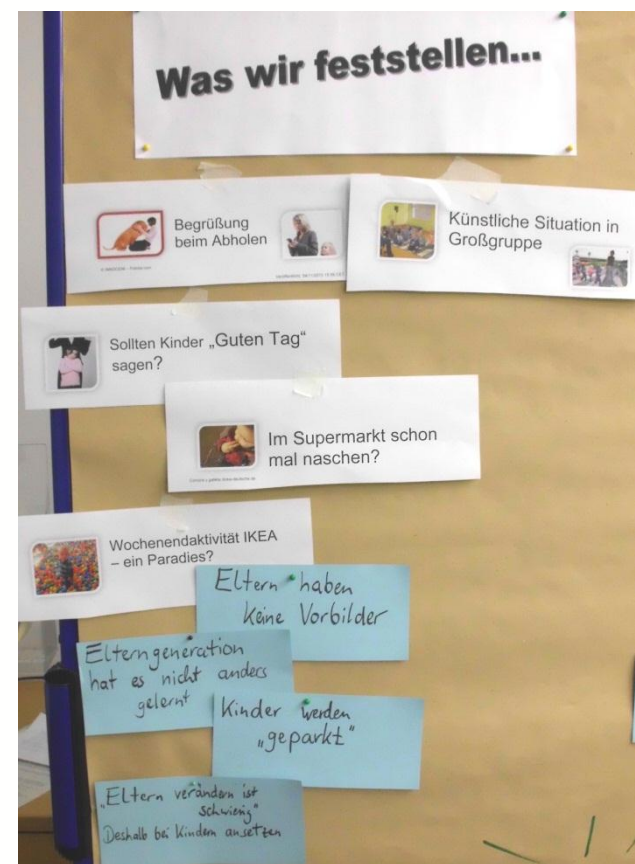 Was wir feststellen...
Begrüßung
beim Abholen
Künstliche Situation in
Großgruppe
Sollten Kinder „Guten Tag"
sagen?
Im Supermarkt schon
mal naschen?
Wochenendaktivität IKEA
– ein Paradies?
Eltern haben
keine Vorbilder
Elterngeneration
hat es nicht anders
gelernt
Kinder werden
„geparkt"
„Eltern verändern ist
schwierig"
Deshalb bei Kindern ansetzen